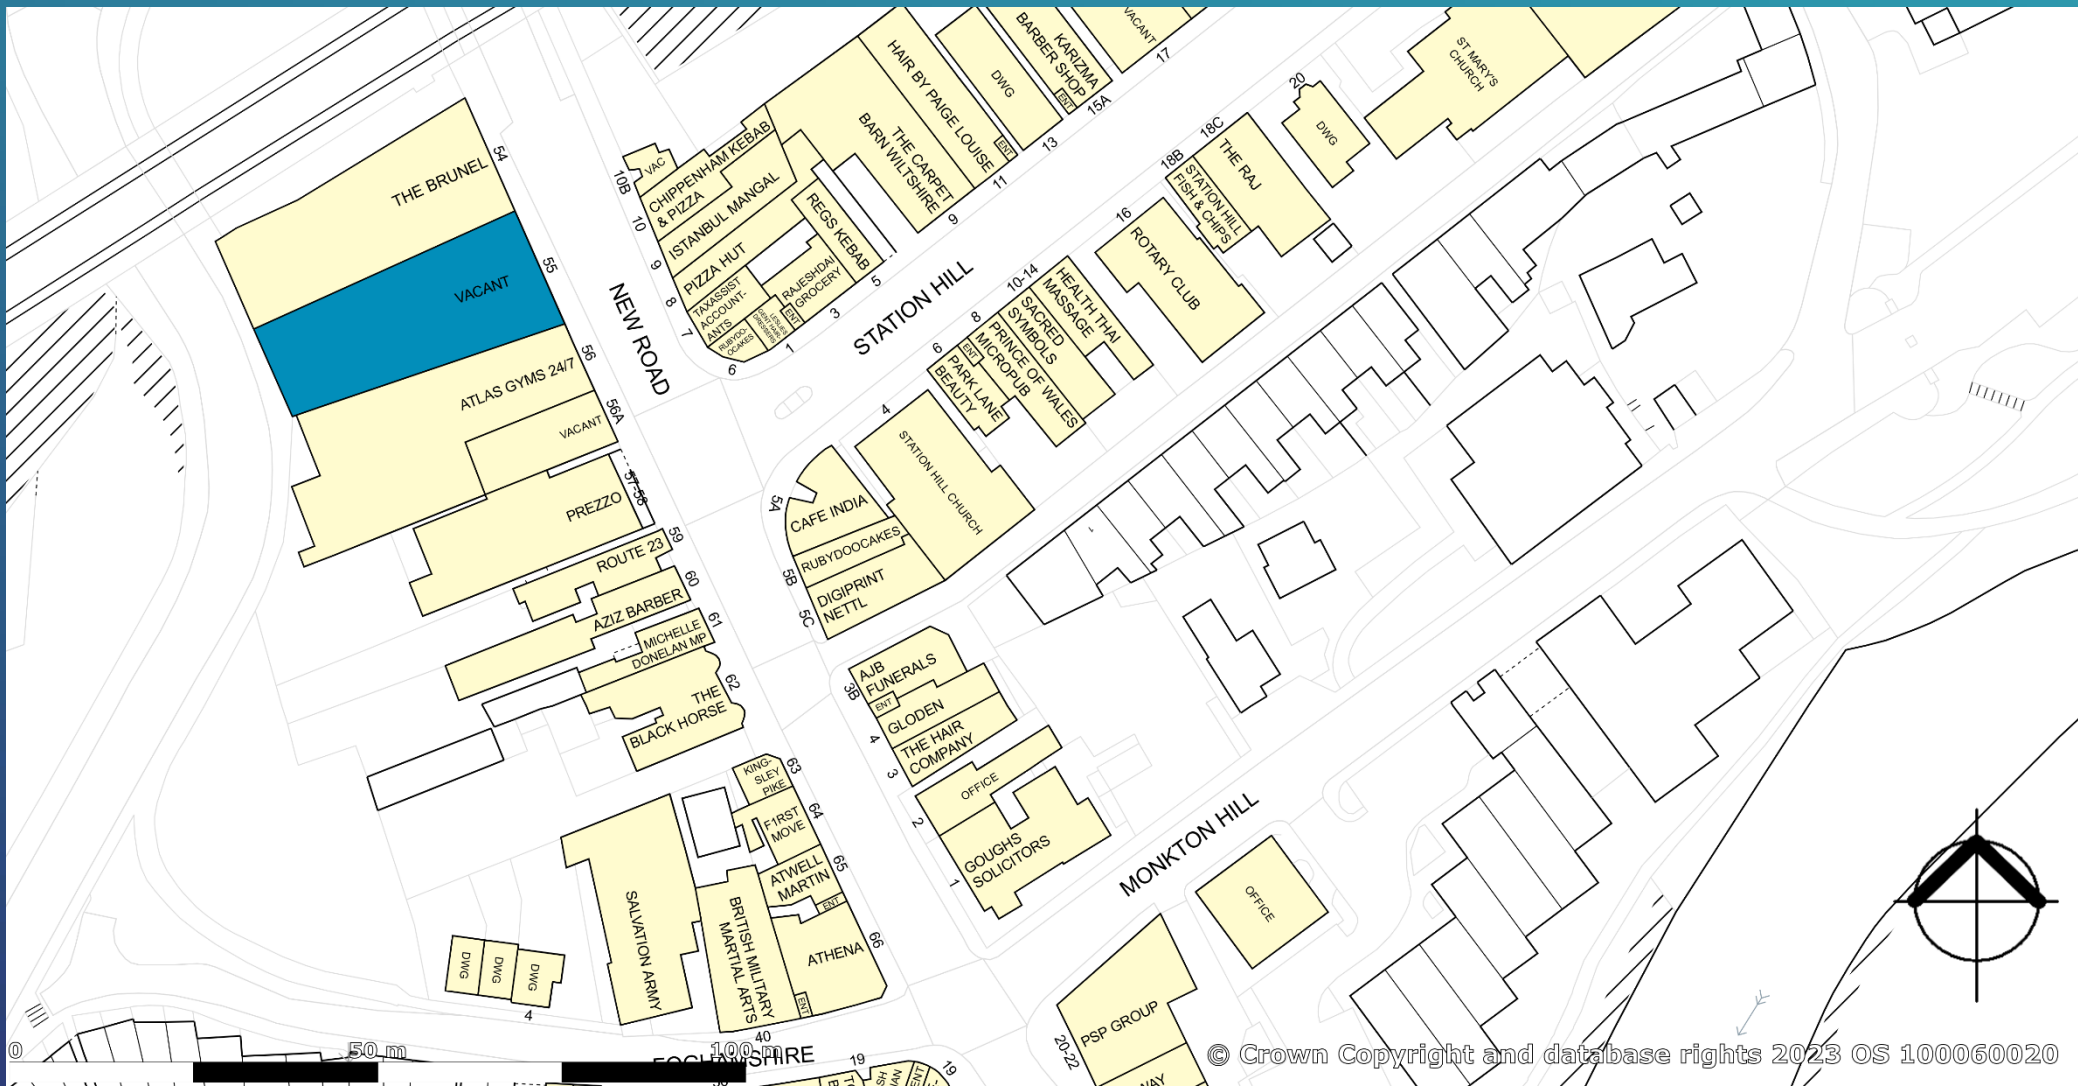 54
THE BRUNEL
VACANT
55
56
ATLAS GYMS 24/7
56A
VACANT
57-58
PREZZO
59
ROUTE 23
60
AZIZ BARBER
61
MICHELLE
DONELAN MP
62
THE
BLACK HORSE
63
KING-
SLEY
PIKE
64
F1RST
MOVE
65
ATWELL
MARTIN
ENT
66
ATHENA
ENT
BRITISH MILITARY
MARTIAL ARTS
40
SALVATION ARMY
DWG
DWG
DWG
4
NEW ROAD
10B
VAC
CHIPPENHAM KEBAB
& PIZZA
10
ISTANBUL MANGAL
9
PIZZA HUT
8
TAXASSIST
ACCOUNT-
ANTS
7
RUBYDO-
OCAKES
6
LESLIES
GENT HAIR-
DRESSERS
1
ENT
RAJESHDAI
GROCERY
3
REGS KEBAB
5
THE CARPET
BARN WILTSHIRE
9
HAIR BY PAIGE LOUISE
ENT
11
DWG
13
KARIZMA
BARBER SHOP
ENT
15A
VACANT
17
STATION HILL
20
DWG
ST MARY'S
CHURCH
18C
THE RAJ
18B
STATION HILL
FISH & CHIPS
16
ROTARY CLUB
10-14
HEALTH THAI
MASSAGE
SACRED
SYMBOLS
8
PRINCE OF WALES
MICROPUB
ENT
6
PARK LANE
BEAUTY
4
STATION HILL CHURCH
5A
CAFE INDIA
RUBYDOOCAKES
5B
DIGIPRINT
NETTL
5C
1
3B
AJB
FUNERALS
ENT
GLODEN
4
THE HAIR
COMPANY
3
OFFICE
2
GOUGHS
SOLICITORS
1
MONKTON HILL
OFFICE
PSP GROUP
20-22
WAY
19
19
ENT
0
50 m
100 m
© Crown Copyright and database rights 2023 OS 100060020